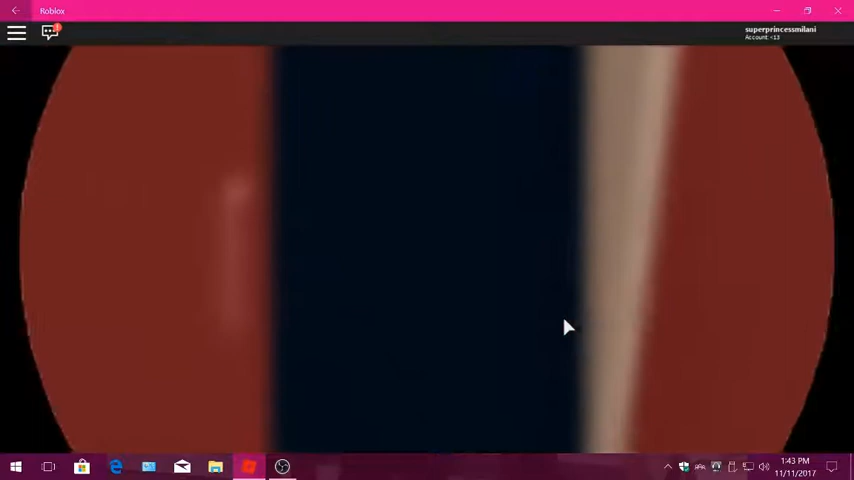 Roblox
superprincessmilani
Account: <13
1:43 PM
11/11/2017